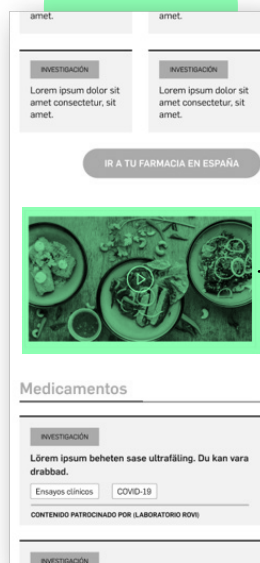 amet.
amet.
INVESTIGACIÓN
INVESTIGACIÓN
Lorem ipsum dolor sit
amet consectetur, sit
amet.
Lorem ipsum dolor sit
amet consectetur, sit
amet.
IR A TU FARMACIA EN ESPAÑA
Medicamentos
INVESTIGACIÓN
Lörem ipsum beheten sase ultrafäling. Du kan vara
drabbad.
Ensayos clínicos
COVID-19
CONTENIDO PATROCINADO POR (LABORATORIO ROVI)
INVESTIGACIÓN